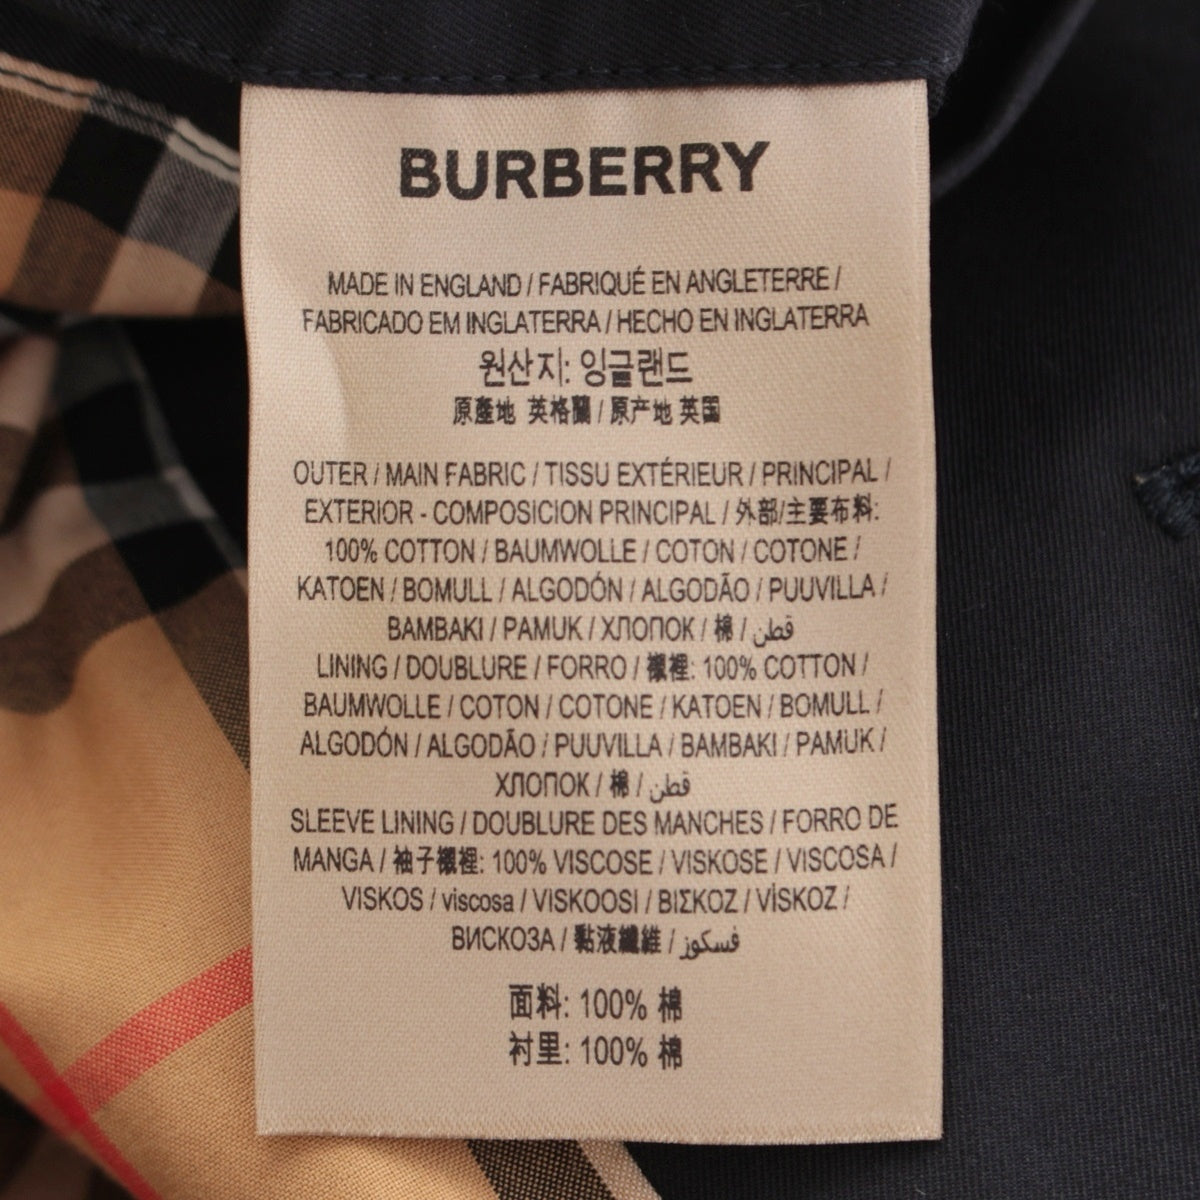 BURBERRY
MADE IN ENGLAND / FABRIQUÉ EN ANGLETERRE /
FABRICADO EM INGLATERRA / HECHO EN INGLATERRA
원산지: 잉글랜드
原產地 英格蘭 / 原产地 英国
OUTER / MAIN FABRIC / TISSU EXTÉRIEUR / PRINCIPAL /
EXTERIOR - COMPOSICION PRINCIPAL / 外部/主要布料:
100% COTTON / BAUMWOLLE / COTON / COTONE /
KATOEN / BOMULL / ALGODÓN / ALGODÃO / PUUVILLA /
BAMBAKI / PAMUK / ХЛОПОК / 棉 / قطن
LINING / DOUBLURE / FORRO / 襯裡: 100% COTTON /
BAUMWOLLE / COTON / COTONE / KATOEN / BOMULL /
ALGODÓN / ALGODÃO / PUUVILLA / BAMBAKI / PAMUK /
ХЛОПОК / 棉 / قطن
SLEEVE LINING / DOUBLURE DES MANCHES / FORRO DE
MANGA / 袖子襯裡: 100% VISCOSE / VISKOSE / VISCOSA /
VISKOS / viscosa / VISKOOSI / ΒΙΣΚΟΖ / VİSKOZ /
ВИСКОЗА / 黏液纖維 / فسكوز
面料: 100% 棉
衬里: 100% 棉